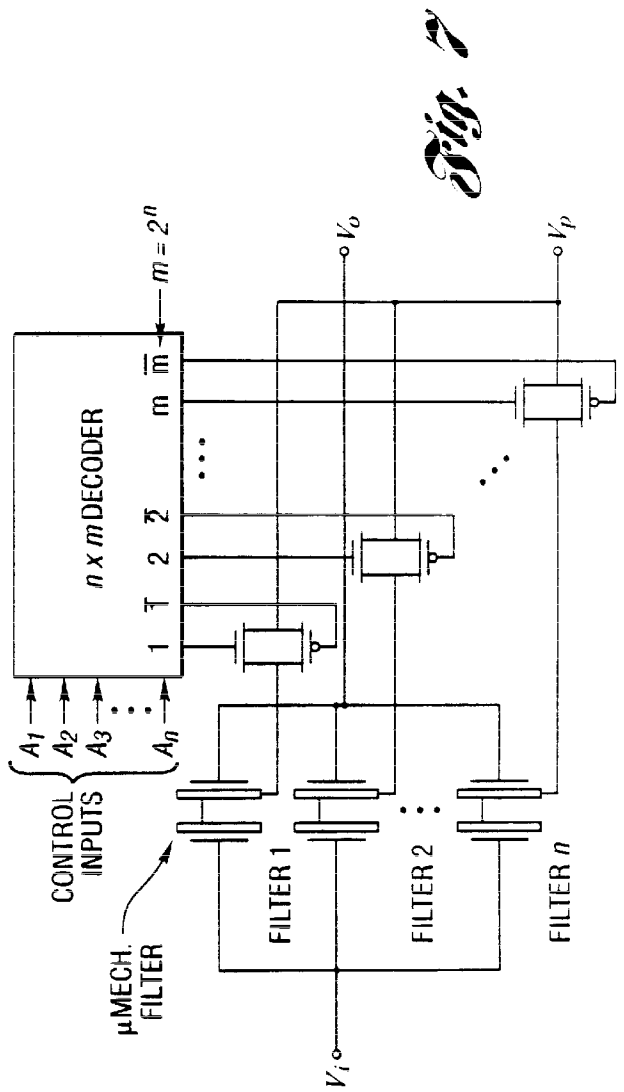 CONTROL
INPUTS
A1
A2
A3
An
n x m DECODER
m = 2^n
1 1̅ 2 2̅ m m̅
μMECH.
FILTER
FILTER 1
FILTER 2
FILTER n
Vi
Vo
Vp
Fig. 7